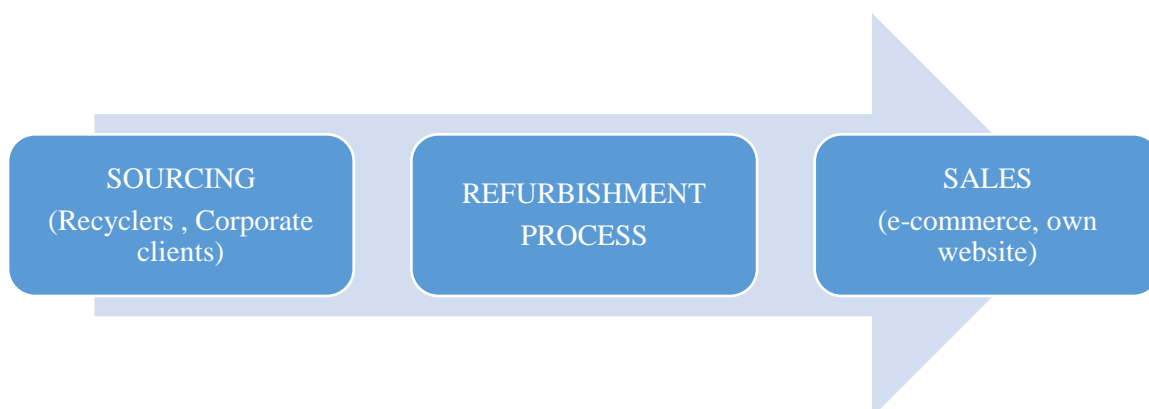 SOURCING
(Recyclers , Corporate
clients)
REFURBISHMENT
PROCESS
SALES
(e-commerce, own
website)